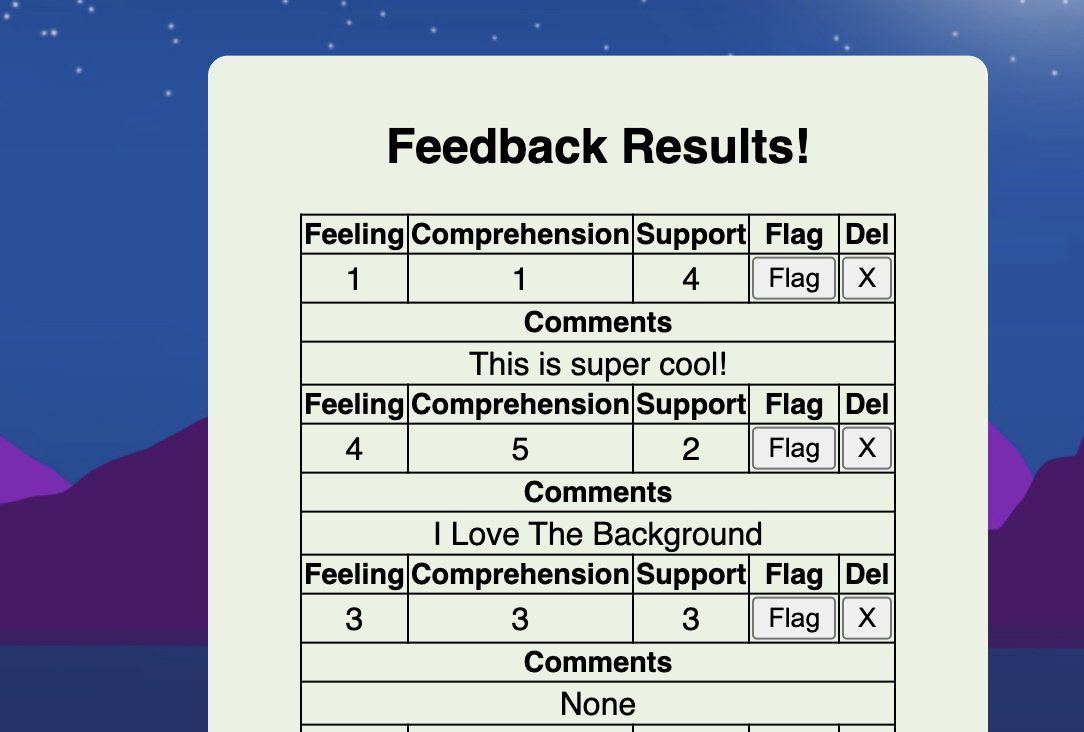 Feedback Results!
Feeling Comprehension Support Flag Del
1 1 4 Flag X
Comments
This is super cool!
Feeling Comprehension Support Flag Del
4 5 2 Flag X
Comments
I Love The Background
Feeling Comprehension Support Flag Del
3 3 3 Flag X
Comments
None